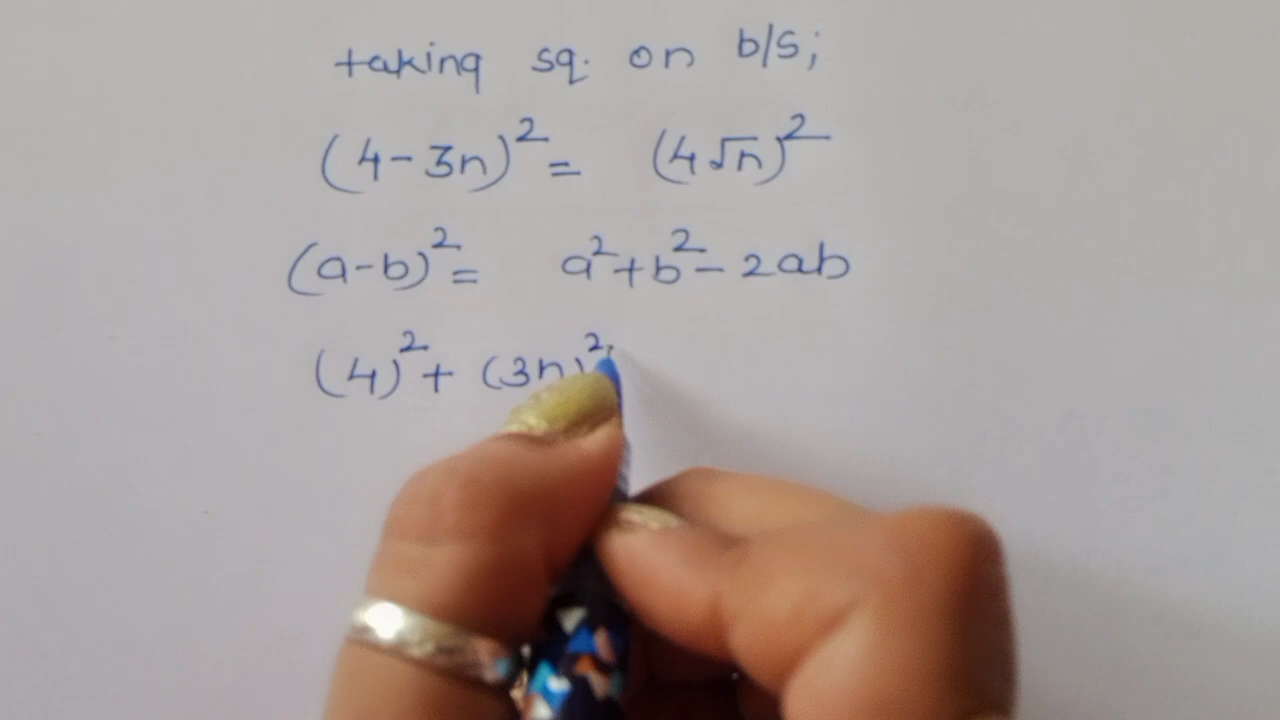 taking sq. on b/s;
(4-3n)² = (4√n)²
(a-b)² = a²+b²-2ab
(4)² + (3n)²